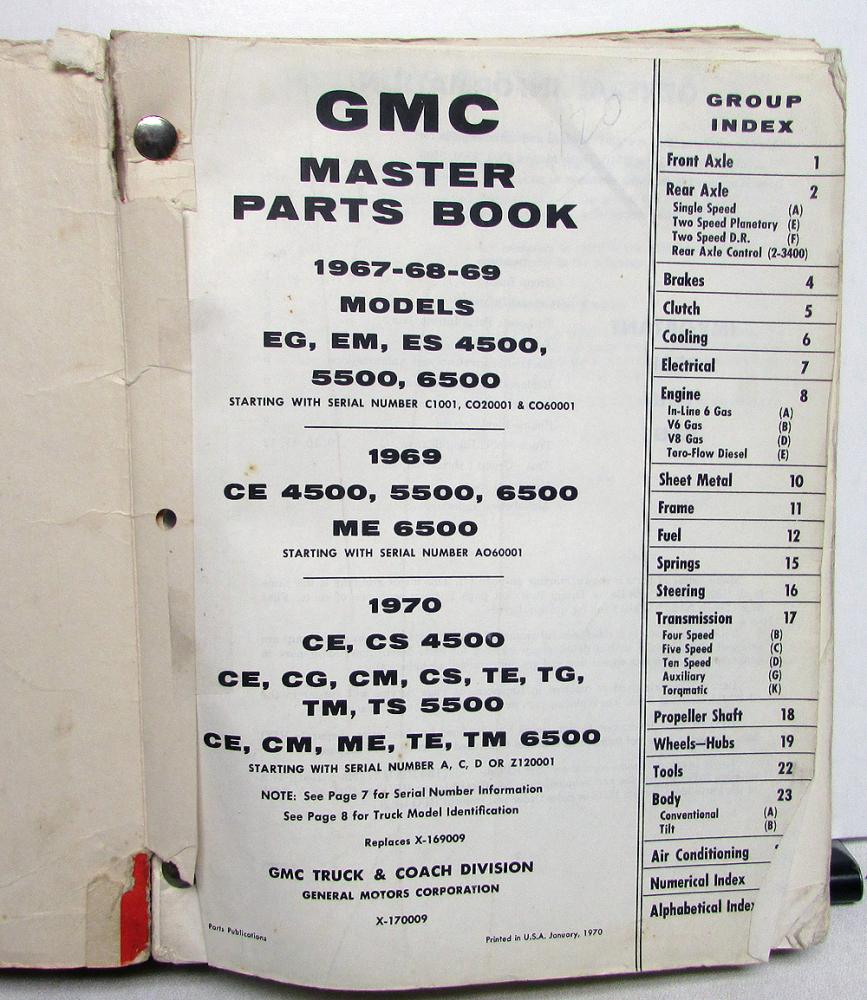 GMC
MASTER
PARTS BOOK
1967-68-69
MODELS
EG, EM, ES 4500,
5500, 6500
STARTING WITH SERIAL NUMBER C1001, CO20001 & CO60001
1969
CE 4500, 5500, 6500
ME 6500
STARTING WITH SERIAL NUMBER AO60001
1970
CE, CS 4500
CE, CG, CM, CS, TE, TG,
TM, TS 5500
CE, CM, ME, TE, TM 6500
STARTING WITH SERIAL NUMBER A, C, D OR Z120001
NOTE: See Page 7 for Serial Number Information
See Page 8 for Truck Model Identification
Replaces X-169009
GMC TRUCK & COACH DIVISION
GENERAL MOTORS CORPORATION
X-170009
Parts Publications
Printed in U.S.A. January, 1970
GROUP
INDEX
Front Axle 1
Rear Axle 2
Single Speed (A)
Two Speed Planetary (E)
Two Speed D.R. (F)
Rear Axle Control (2-3400)
Brakes 4
Clutch 5
Cooling 6
Electrical 7
Engine 8
In-Line 6 Gas (A)
V6 Gas (B)
V8 Gas (D)
Toro-Flow Diesel (E)
Sheet Metal 10
Frame 11
Fuel 12
Springs 15
Steering 16
Transmission 17
Four Speed (B)
Five Speed (C)
Ten Speed (D)
Auxiliary (G)
Torqmatic (K)
Propeller Shaft 18
Wheels—Hubs 19
Tools 22
Body 23
Conventional (A)
Tilt (B)
Air Conditioning
Numerical Index
Alphabetical Index